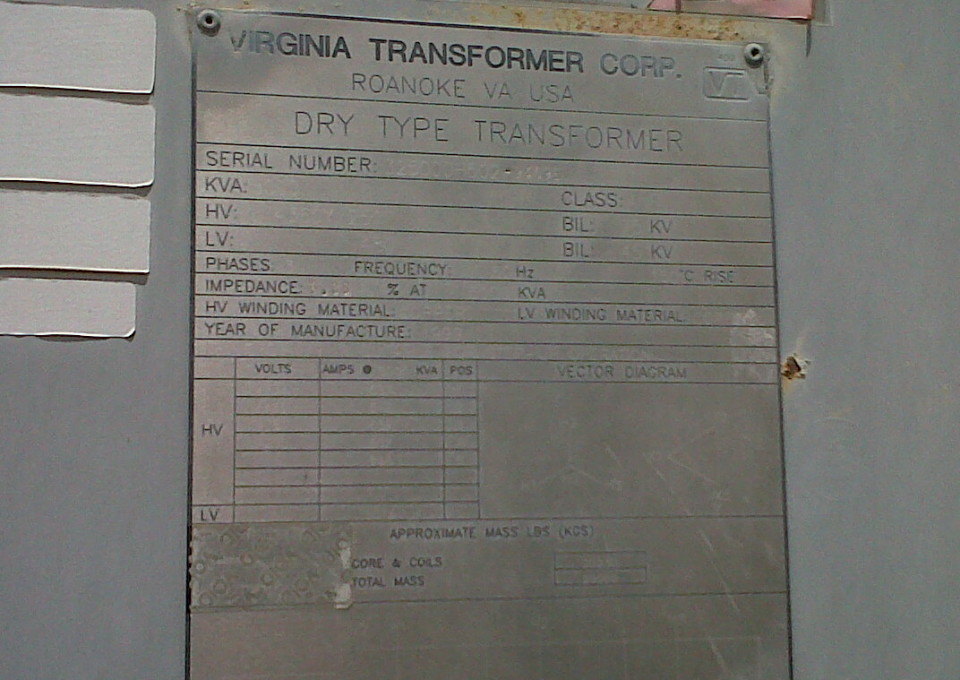 VIRGINIA TRANSFORMER CORP.
ROANOKE VA USA
VT
DRY TYPE TRANSFORMER
SERIAL NUMBER:
KVA: CLASS:
HV: BIL: KV
LV: BIL: KV
PHASES: FREQUENCY: Hz °C RISE
IMPEDANCE: % AT KVA
HV WINDING MATERIAL: LV WINDING MATERIAL
YEAR OF MANUFACTURE:
VOLTS AMPS @ KVA POS VECTOR DIAGRAM
HV
LV
APPROXIMATE MASS LBS (KGS)
CORE & COILS
TOTAL MASS